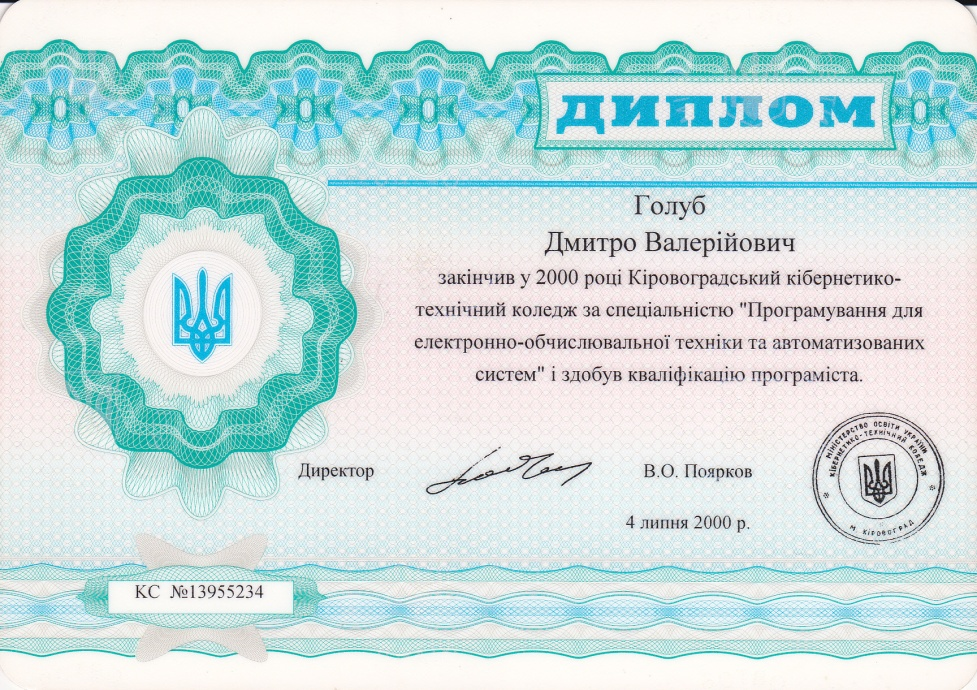 ДИПЛОМ
Голуб
Дмитро Валерійович
закінчив у 2000 році Кіровоградський кібернетико-
технічний коледж за спеціальністю "Програмування для
електронно-обчислювальної техніки та автоматизованих
систем" і здобув кваліфікацію програміста.
Директор
В.О. Поярков
4 липня 2000 р.
МІНІСТЕРСТВО ОСВІТИ УКРАЇНИ
КІБЕРНЕТИКО-ТЕХНІЧНИЙ КОЛЕДЖ
М. КІРОВОГРАД
КС №13955234